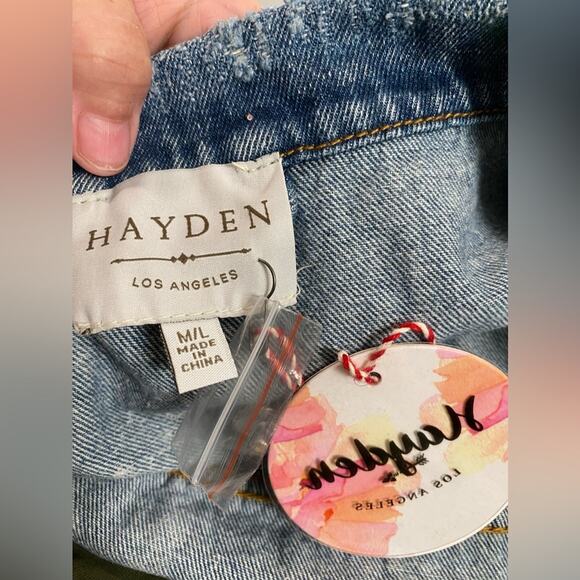 HAYDEN
LOS ANGELES
M/L
MADE
IN
CHINA
Hayden
LOS ANGELES